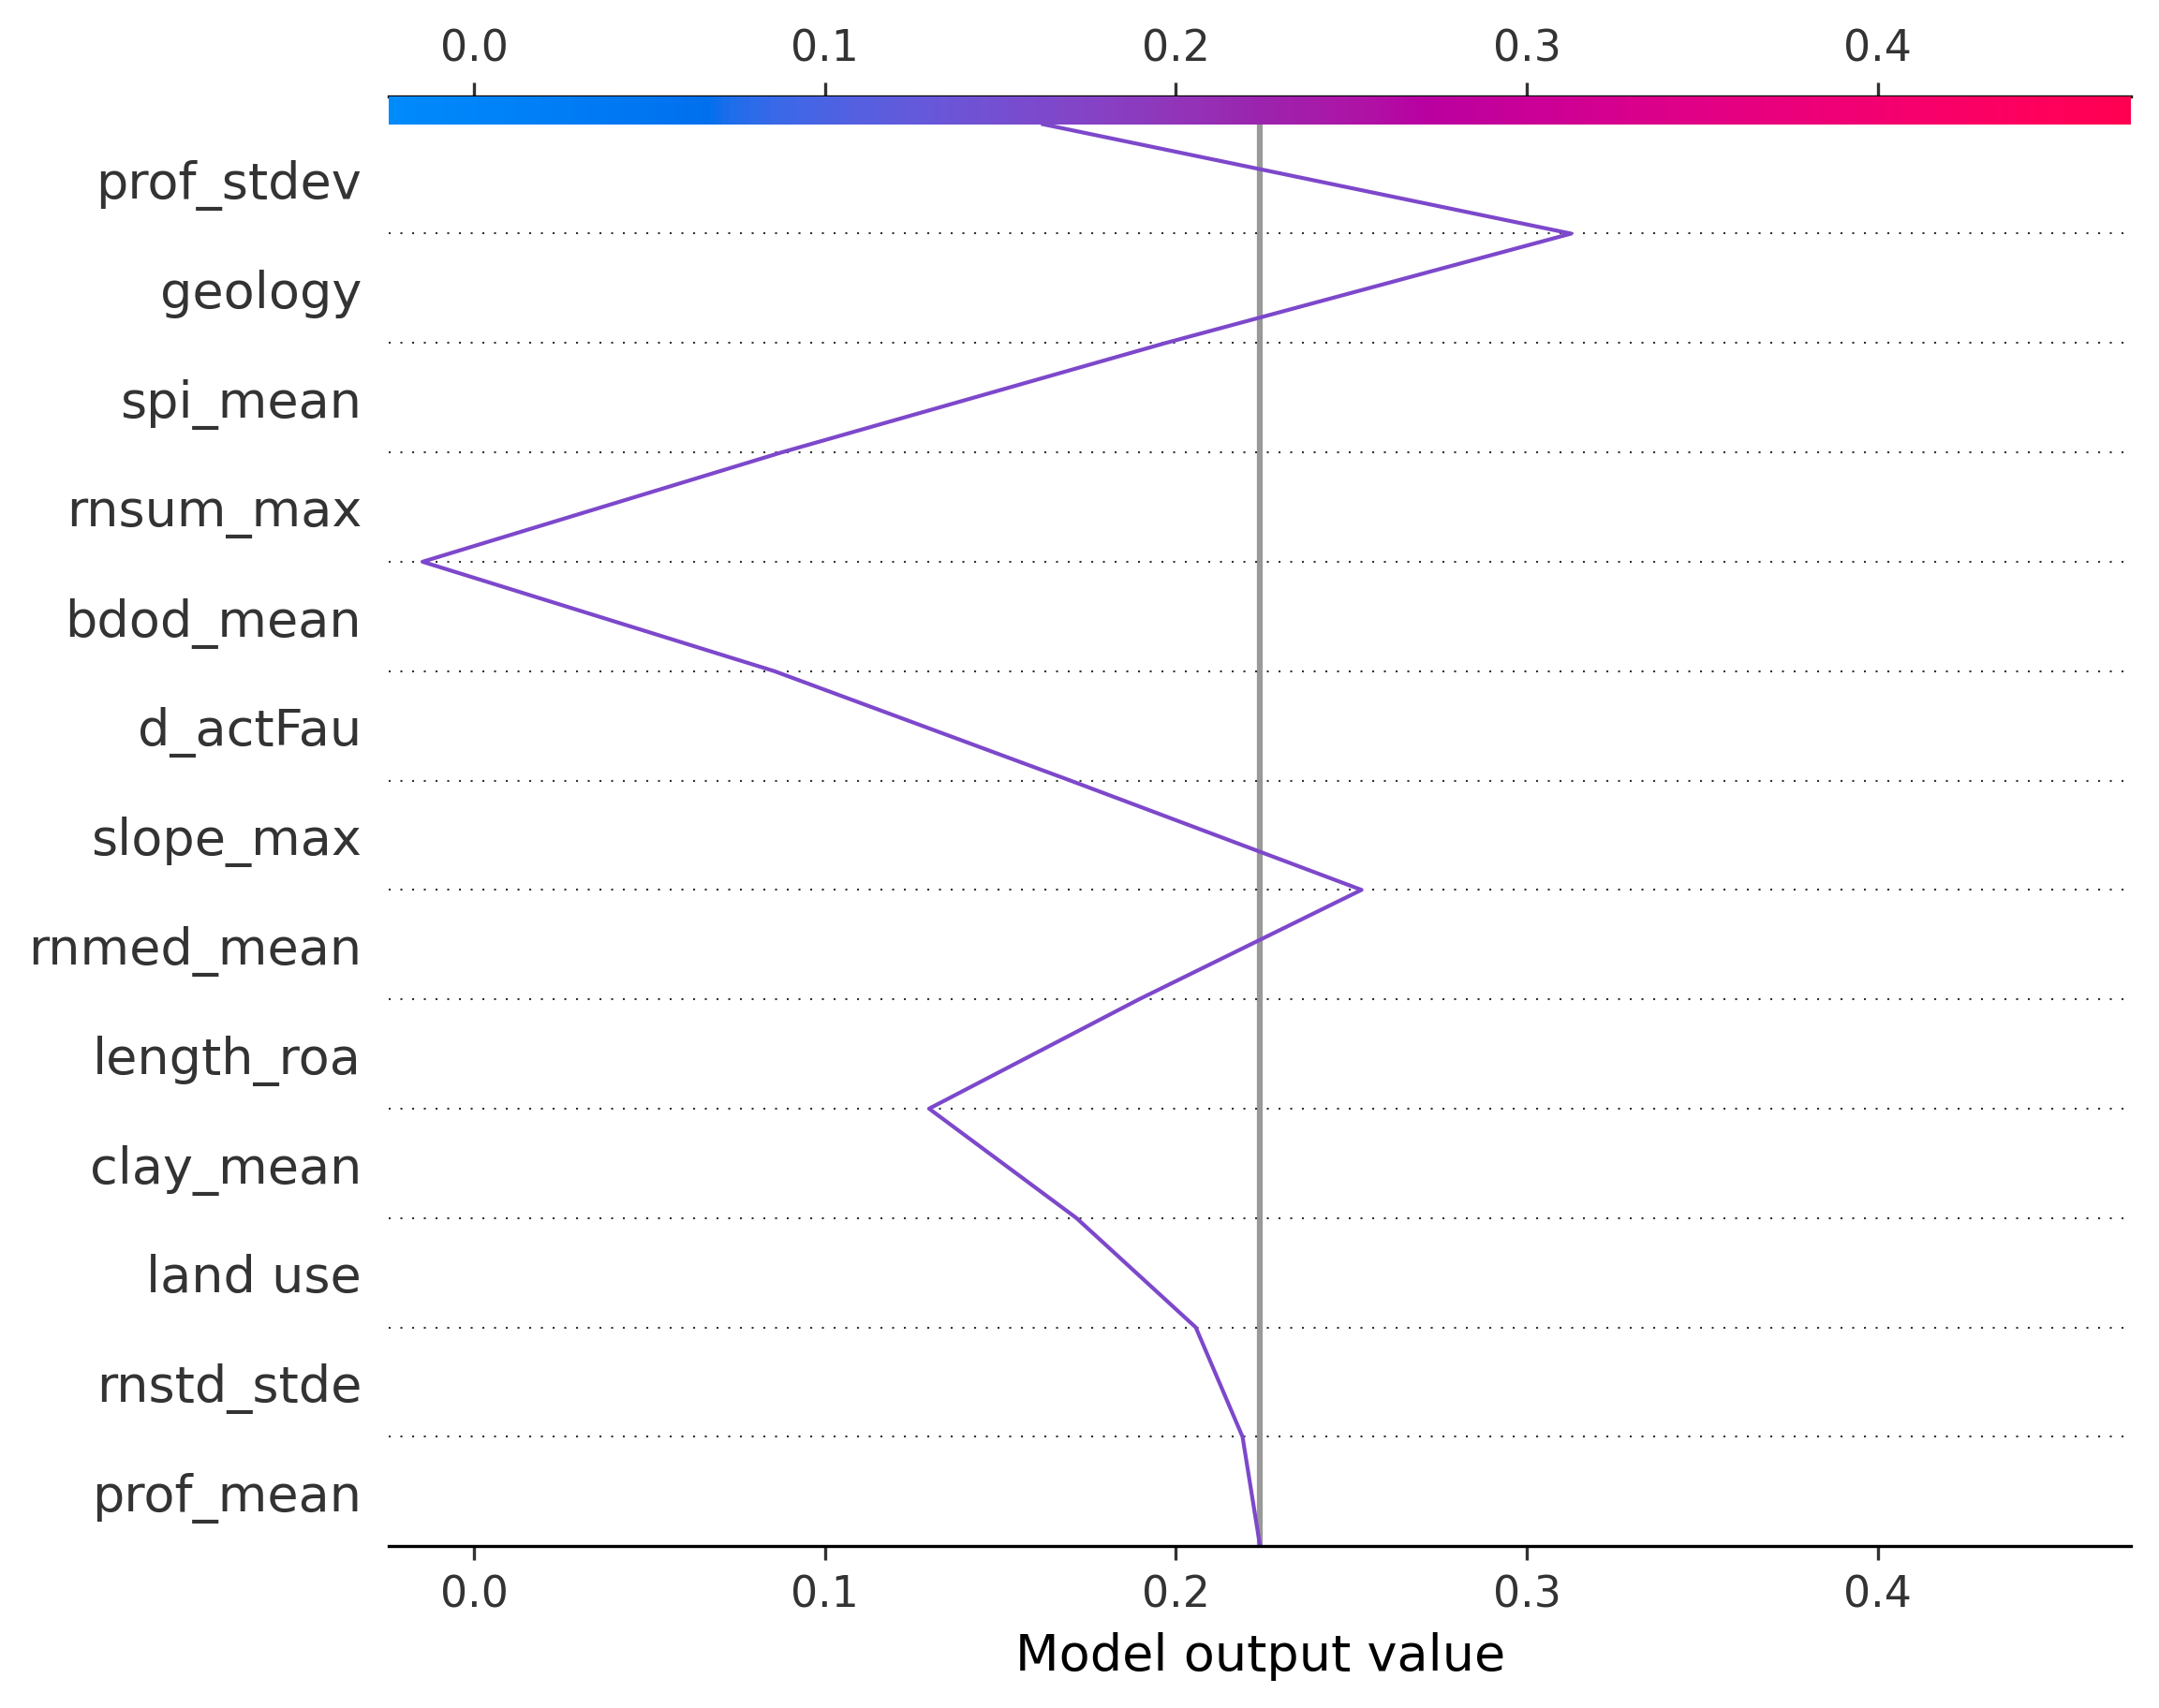 0.0 0.1 0.2 0.3 0.4
prof_stdev
geology
spi_mean
rnsum_max
bdod_mean
d_actFau
slope_max
rnmed_mean
length_roa
clay_mean
land use
rnstd_stde
prof_mean
0.0 0.1 0.2 0.3 0.4
Model output value